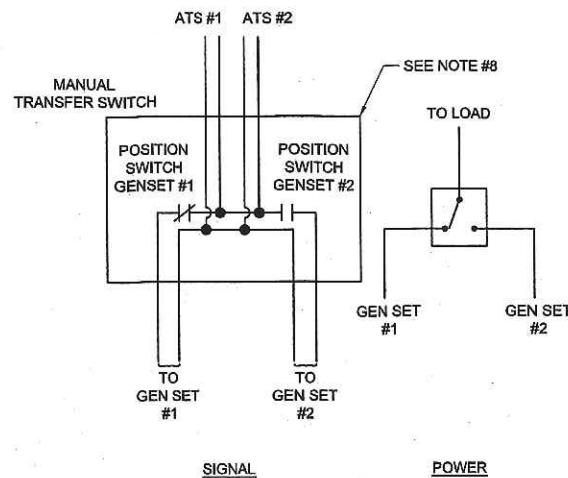 ATS #1 ATS #2
SEE NOTE #8
MANUAL
TRANSFER SWITCH
TO LOAD
POSITION
SWITCH
GENSET #1
POSITION
SWITCH
GENSET #2
GEN SET
#1
GEN SET
#2
TO
GEN SET
#1
TO
GEN SET
#2
SIGNAL
POWER